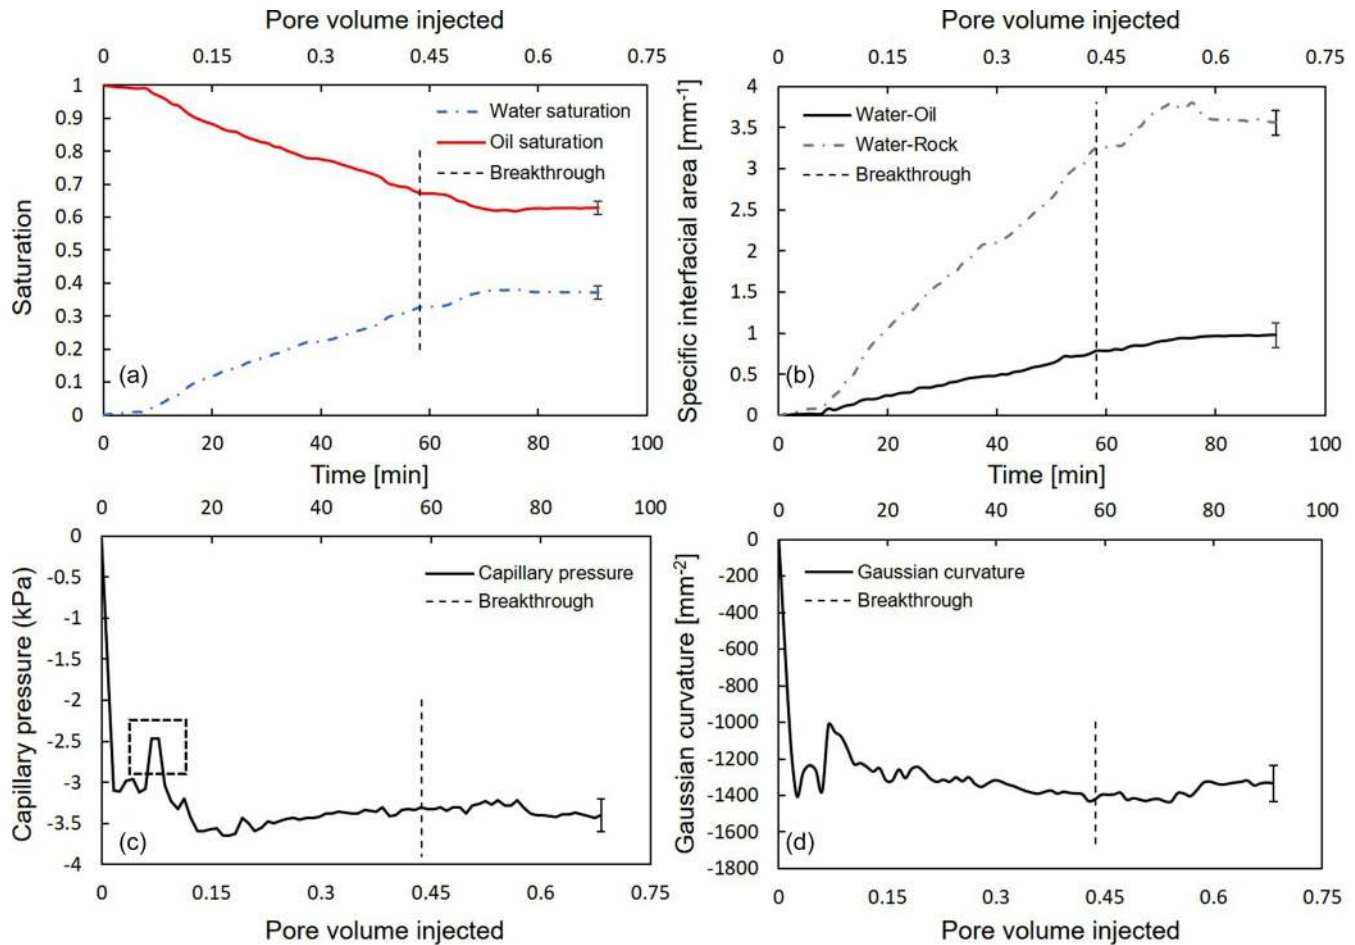 Pore volume injected
0 0.15 0.3 0.45 0.6 0.75
1
0.9
0.8
0.7
0.6
0.5
0.4
0.3
0.2
0.1
0
Saturation
Water saturation
Oil saturation
Breakthrough
(a)
0 20 40 60 80 100
Time [min]
Pore volume injected
0 0.15 0.3 0.45 0.6 0.75
4
3.5
3
2.5
2
1.5
1
0.5
0
Specific interfacial area [mm⁻¹]
Water-Oil
Water-Rock
Breakthrough
(b)
0 20 40 60 80 100
Time [min]
0 20 40 60 80 100
0
-0.5
-1
-1.5
-2
-2.5
-3
-3.5
-4
Capillary pressure (kPa)
Capillary pressure
Breakthrough
(c)
0 0.15 0.3 0.45 0.6 0.75
Pore volume injected
0 20 40 60 80 100
0
-200
-400
-600
-800
-1000
-1200
-1400
-1600
-1800
Gaussian curvature [mm⁻²]
Gaussian curvature
Breakthrough
(d)
0 0.15 0.3 0.45 0.6 0.75
Pore volume injected